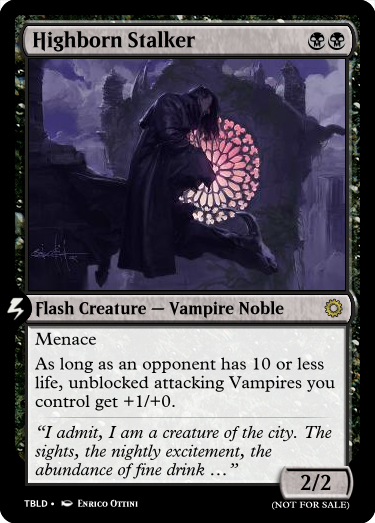 Highborn Stalker
Flash Creature — Vampire Noble
Menace
As long as an opponent has 10 or less
life, unblocked attacking Vampires you
control get +1/+0.
“I admit, I am a creature of the city. The
sights, the nightly excitement, the
abundance of fine drink …”
2/2
TBLD • Enrico Ottini
(NOT FOR SALE)